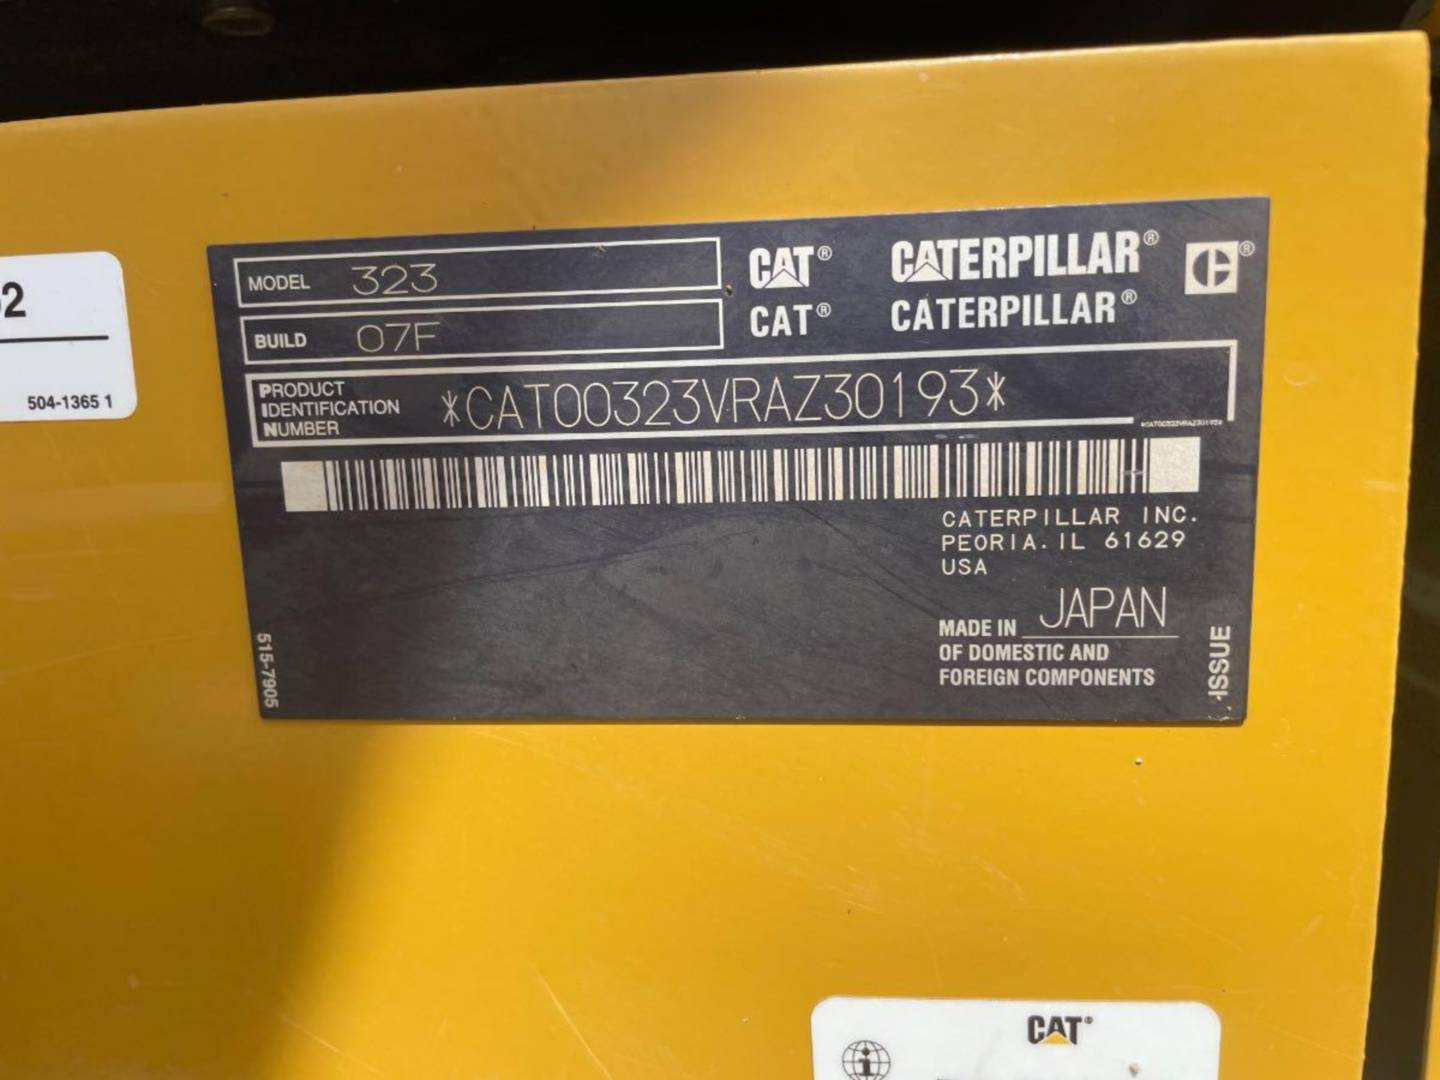 MODEL 323
BUILD 07F
CAT® CATERPILLAR® ®
CAT® CATERPILLAR®
PRODUCT
IDENTIFICATION
NUMBER
*CAT00323VRAZ30193*
*CAT00323VRAZ30193*
CATERPILLAR INC.
PEORIA. IL 61629
USA
MADE IN JAPAN
OF DOMESTIC AND
FOREIGN COMPONENTS
515-7905
ISSUE
2
504-1365 1
CAT®
i